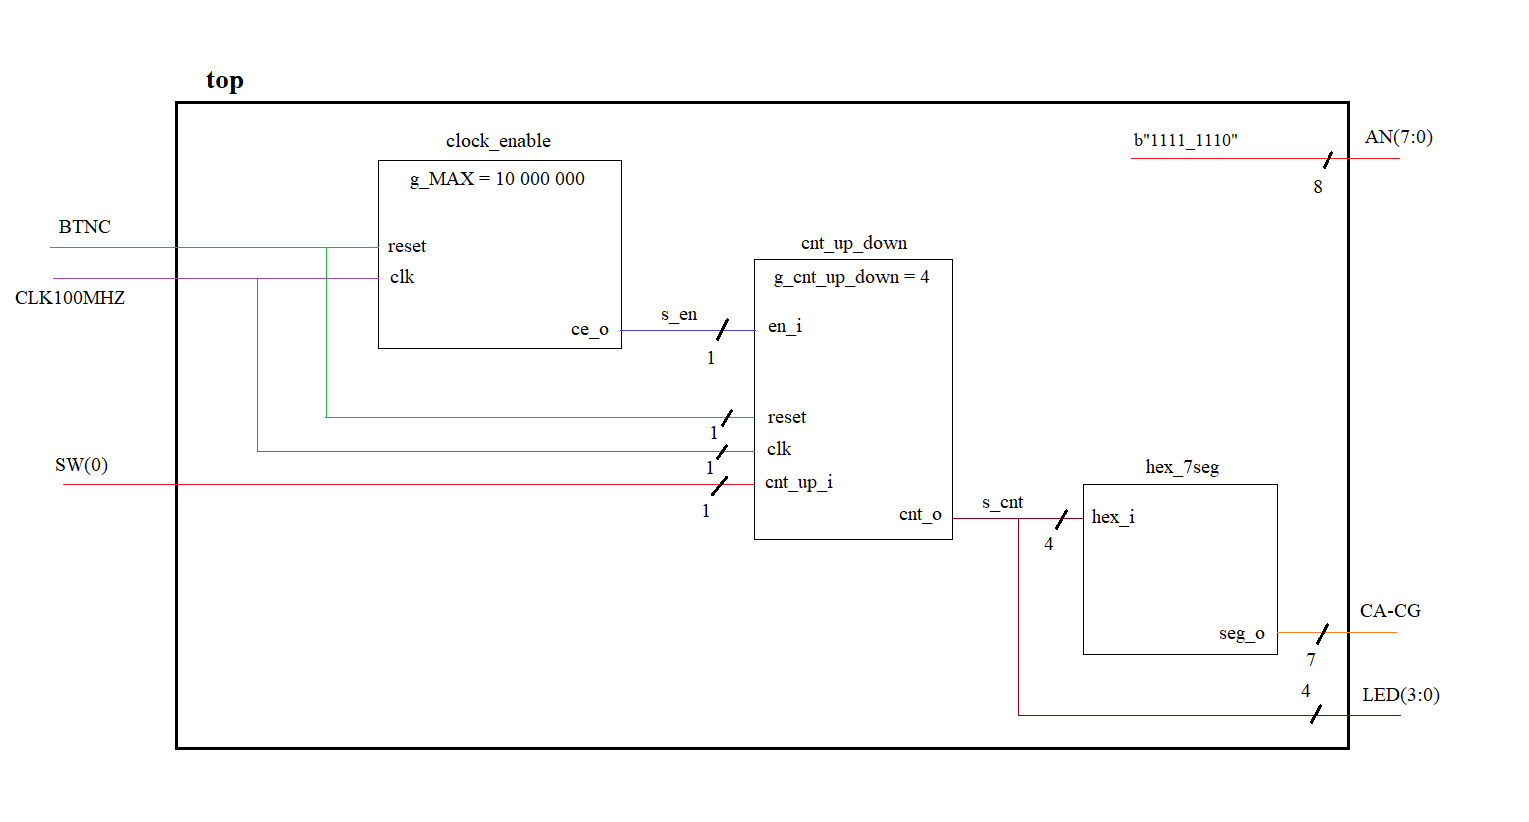 top
clock_enable
g_MAX = 10 000 000
b"1111_1110"
AN(7:0)
8
BTNC
reset
CLK100MHZ
clk
ce_o
s_en
1
cnt_up_down
g_cnt_up_down = 4
en_i
reset
1
clk
1
SW(0)
cnt_up_i
1
cnt_o
s_cnt
4
hex_7seg
hex_i
seg_o
CA-CG
7
4
LED(3:0)